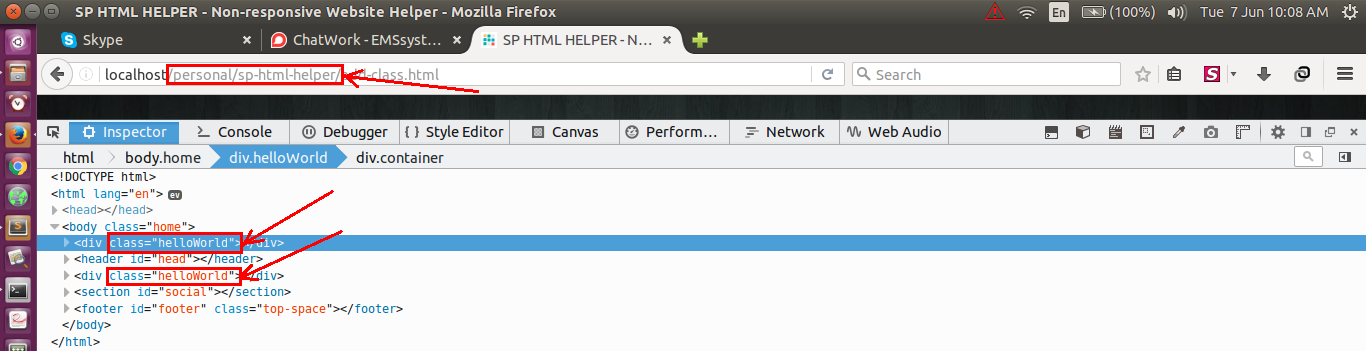 SP HTML HELPER - Non-responsive Website Helper - Mozilla Firefox En (100%) Tue 7 Jun 10:08 AM
Skype ChatWork - EMSsyst… SP HTML HELPER - N…
localhost/personal/sp-html-helper/ -class.html Search S
Inspector Console Debugger { } Style Editor Canvas Perform… Network Web Audio
html body.home div.helloWorld div.container
<!DOCTYPE html>
<html lang="en"> ev
<head></head>
<body class="home">
<div class="helloWorld"></div>
<header id="head"></header>
<div class="helloWorld"></div>
<section id="social"></section>
<footer id="footer" class="top-space"></footer>
</body>
</html>